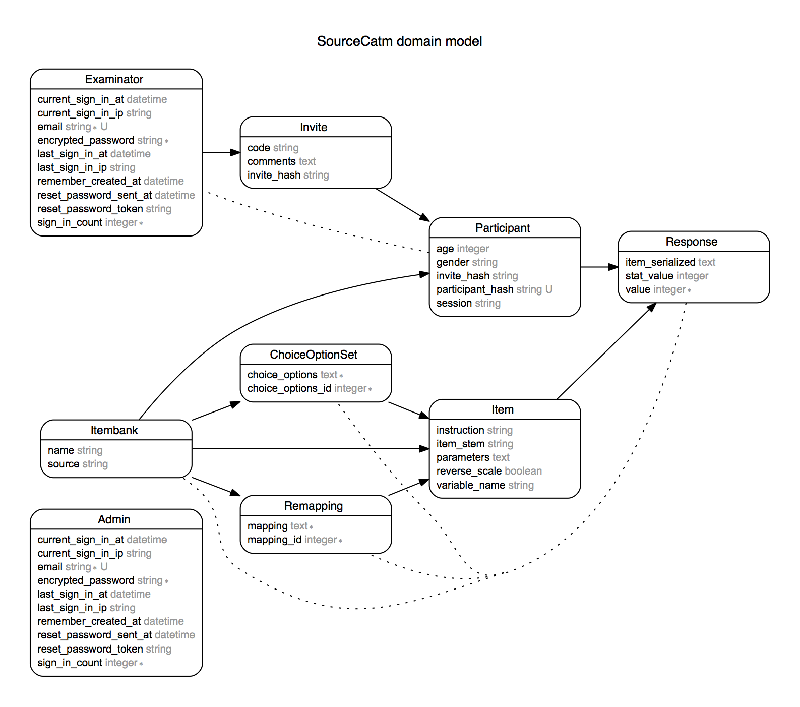 SourceCatm domain model
Examinator
current_sign_in_at datetime
current_sign_in_ip string
email string* U
encrypted_password string*
last_sign_in_at datetime
last_sign_in_ip string
remember_created_at datetime
reset_password_sent_at datetime
reset_password_token string
sign_in_count integer*
Invite
code string
comments text
invite_hash string
Participant
age integer
gender string
invite_hash string
participant_hash string U
session string
Response
item_serialized text
stat_value integer
value integer*
ChoiceOptionSet
choice_options text*
choice_options_id integer*
Itembank
name string
source string
Item
instruction string
item_stem string
parameters text
reverse_scale boolean
variable_name string
Remapping
mapping text*
mapping_id integer*
Admin
current_sign_in_at datetime
current_sign_in_ip string
email string* U
encrypted_password string*
last_sign_in_at datetime
last_sign_in_ip string
remember_created_at datetime
reset_password_sent_at datetime
reset_password_token string
sign_in_count integer*